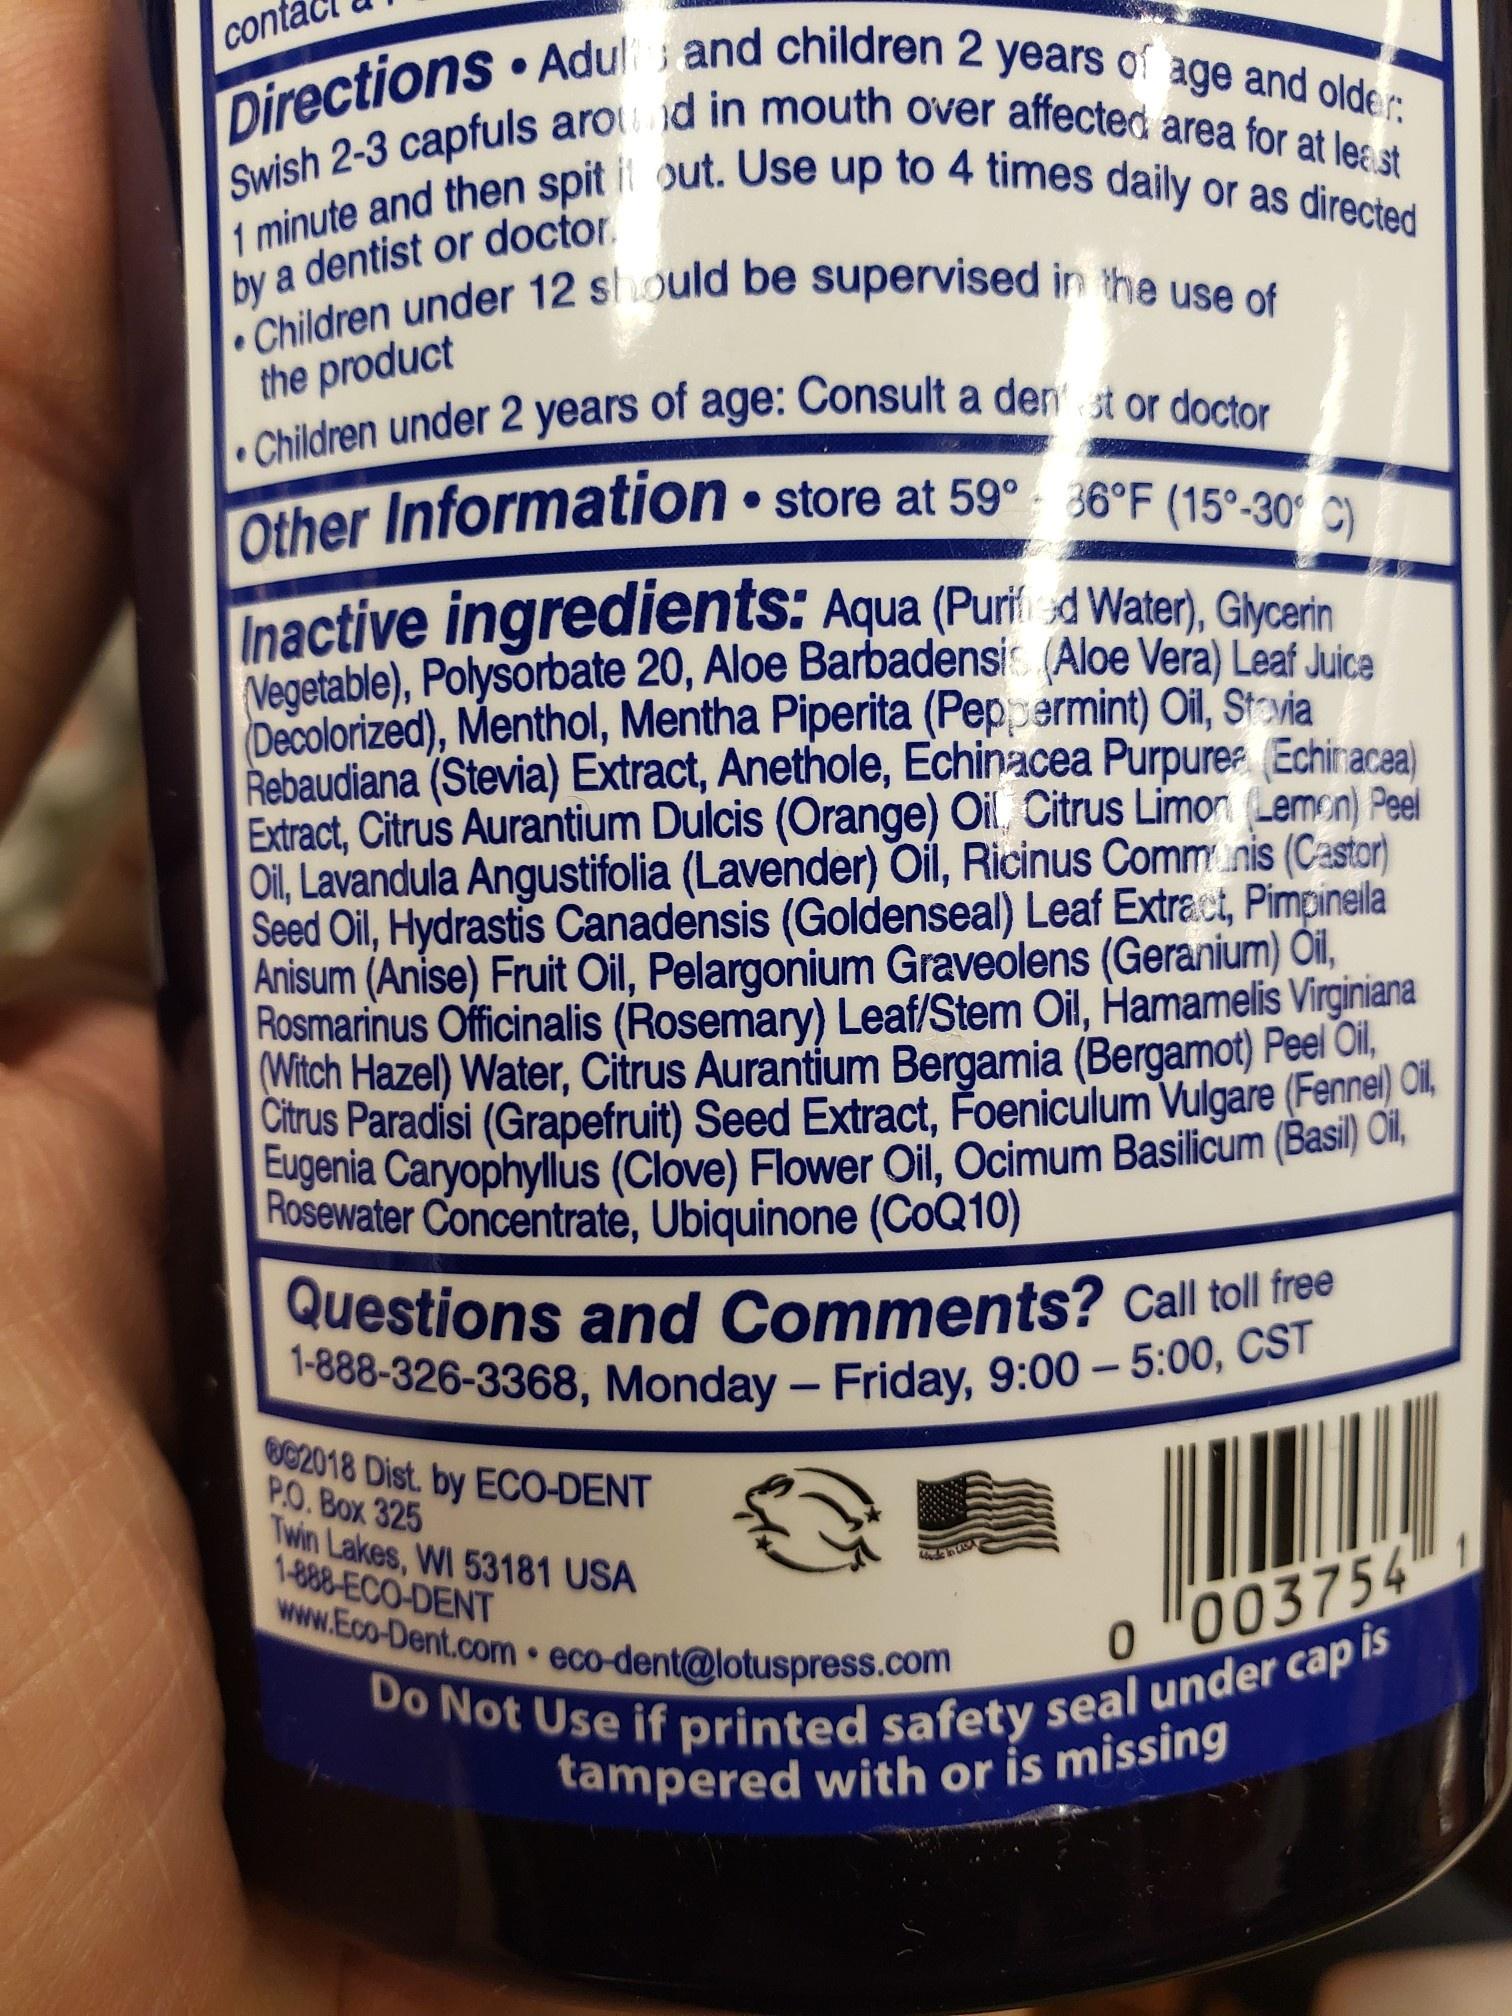 contact a
Directions • Adults and children 2 years of age and older:
Swish 2-3 capfuls around in mouth over affected area for at least
1 minute and then spit it out. Use up to 4 times daily or as directed
by a dentist or doctor.
• Children under 12 should be supervised in the use of
the product
• Children under 2 years of age: Consult a dentist or doctor
Other Information • store at 59° - 86°F (15°-30° C)
Inactive ingredients: Aqua (Purified Water), Glycerin
(Vegetable), Polysorbate 20, Aloe Barbadensis (Aloe Vera) Leaf Juice
(Decolorized), Menthol, Mentha Piperita (Peppermint) Oil, Stevia
Rebaudiana (Stevia) Extract, Anethole, Echinacea Purpurea (Echinacea)
Extract, Citrus Aurantium Dulcis (Orange) Oil, Citrus Limon (Lemon) Peel
Oil, Lavandula Angustifolia (Lavender) Oil, Ricinus Communis (Castor)
Seed Oil, Hydrastis Canadensis (Goldenseal) Leaf Extract, Pimpinella
Anisum (Anise) Fruit Oil, Pelargonium Graveolens (Geranium) Oil,
Rosmarinus Officinalis (Rosemary) Leaf/Stem Oil, Hamamelis Virginiana
(Witch Hazel) Water, Citrus Aurantium Bergamia (Bergamot) Peel Oil,
Citrus Paradisi (Grapefruit) Seed Extract, Foeniculum Vulgare (Fennel) Oil,
Eugenia Caryophyllus (Clove) Flower Oil, Ocimum Basilicum (Basil) Oil,
Rosewater Concentrate, Ubiquinone (CoQ10)
Questions and Comments? Call toll free
1-888-326-3368, Monday – Friday, 9:00 – 5:00, CST
®©2018 Dist. by ECO-DENT
P.O. Box 325
Twin Lakes, WI 53181 USA
1-888-ECO-DENT
www.Eco-Dent.com • eco-dent@lotuspress.com
Made in USA
0 003754 1
Do Not Use if printed safety seal under cap is
tampered with or is missing